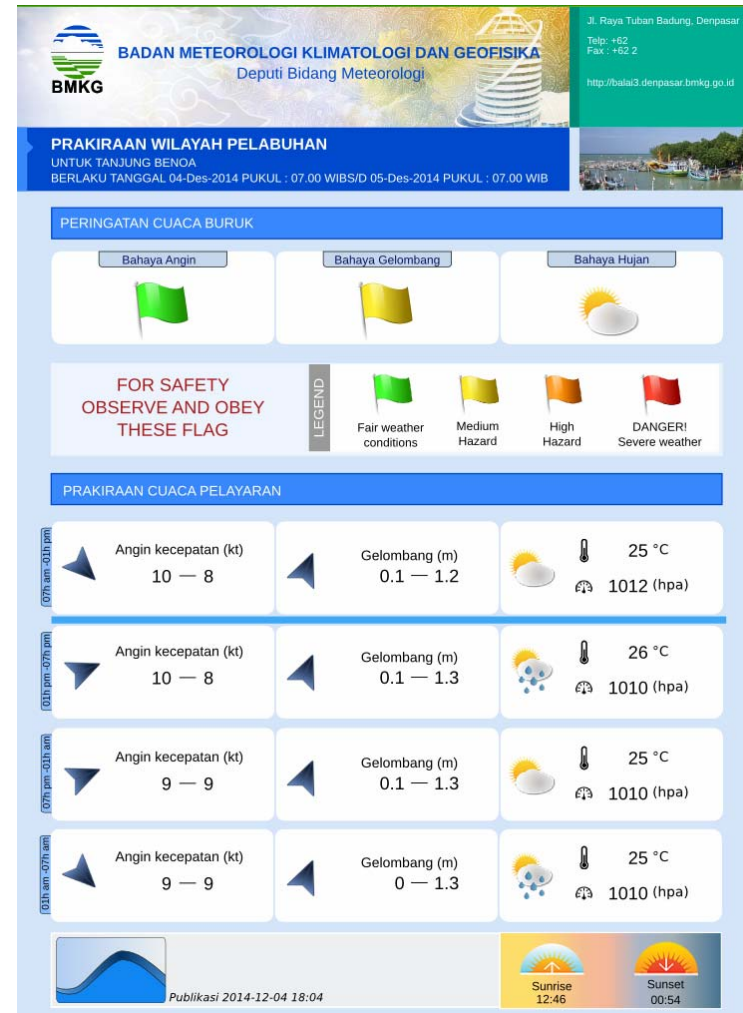 BMKG
BADAN METEOROLOGI KLIMATOLOGI DAN GEOFISIKA
Deputi Bidang Meteorologi
Jl. Raya Tuban Badung, Denpasar
Telp: +62
Fax : +62 2
http://balai3.denpasar.bmkg.go.id
PRAKIRAAN WILAYAH PELABUHAN
UNTUK TANJUNG BENOA
BERLAKU TANGGAL 04-Des-2014 PUKUL : 07.00 WIBS/D 05-Des-2014 PUKUL : 07.00 WIB
PERINGATAN CUACA BURUK
Bahaya Angin
Bahaya Gelombang
Bahaya Hujan
FOR SAFETY
OBSERVE AND OBEY
THESE FLAG
LEGEND
Fair weather
conditions
Medium
Hazard
High
Hazard
DANGER!
Severe weather
PRAKIRAAN CUACA PELAYARAN
07h am -01h pm
Angin kecepatan (kt)
10 — 8
Gelombang (m)
0.1 — 1.2
25 °C
1012 (hpa)
01h pm -07h pm
Angin kecepatan (kt)
10 — 8
Gelombang (m)
0.1 — 1.3
26 °C
1010 (hpa)
07h pm -01h am
Angin kecepatan (kt)
9 — 9
Gelombang (m)
0.1 — 1.3
25 °C
1010 (hpa)
01h am -07h am
Angin kecepatan (kt)
9 — 9
Gelombang (m)
0 — 1.3
25 °C
1010 (hpa)
Publikasi 2014-12-04 18:04
Sunrise
12:46
Sunset
00:54